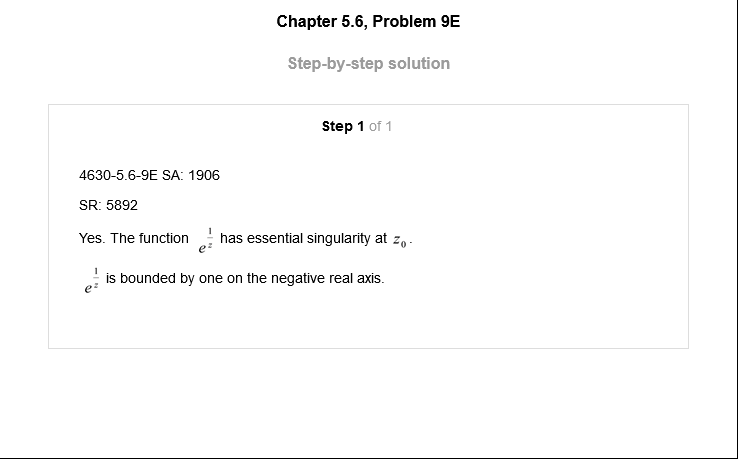 Chapter 5.6, Problem 9E
Step-by-step solution
Step 1 of 1
4630-5.6-9E SA: 1906
SR: 5892
Yes. The function e^{\frac{1}{z}} has essential singularity at z_0.
e^{\frac{1}{z}} is bounded by one on the negative real axis.